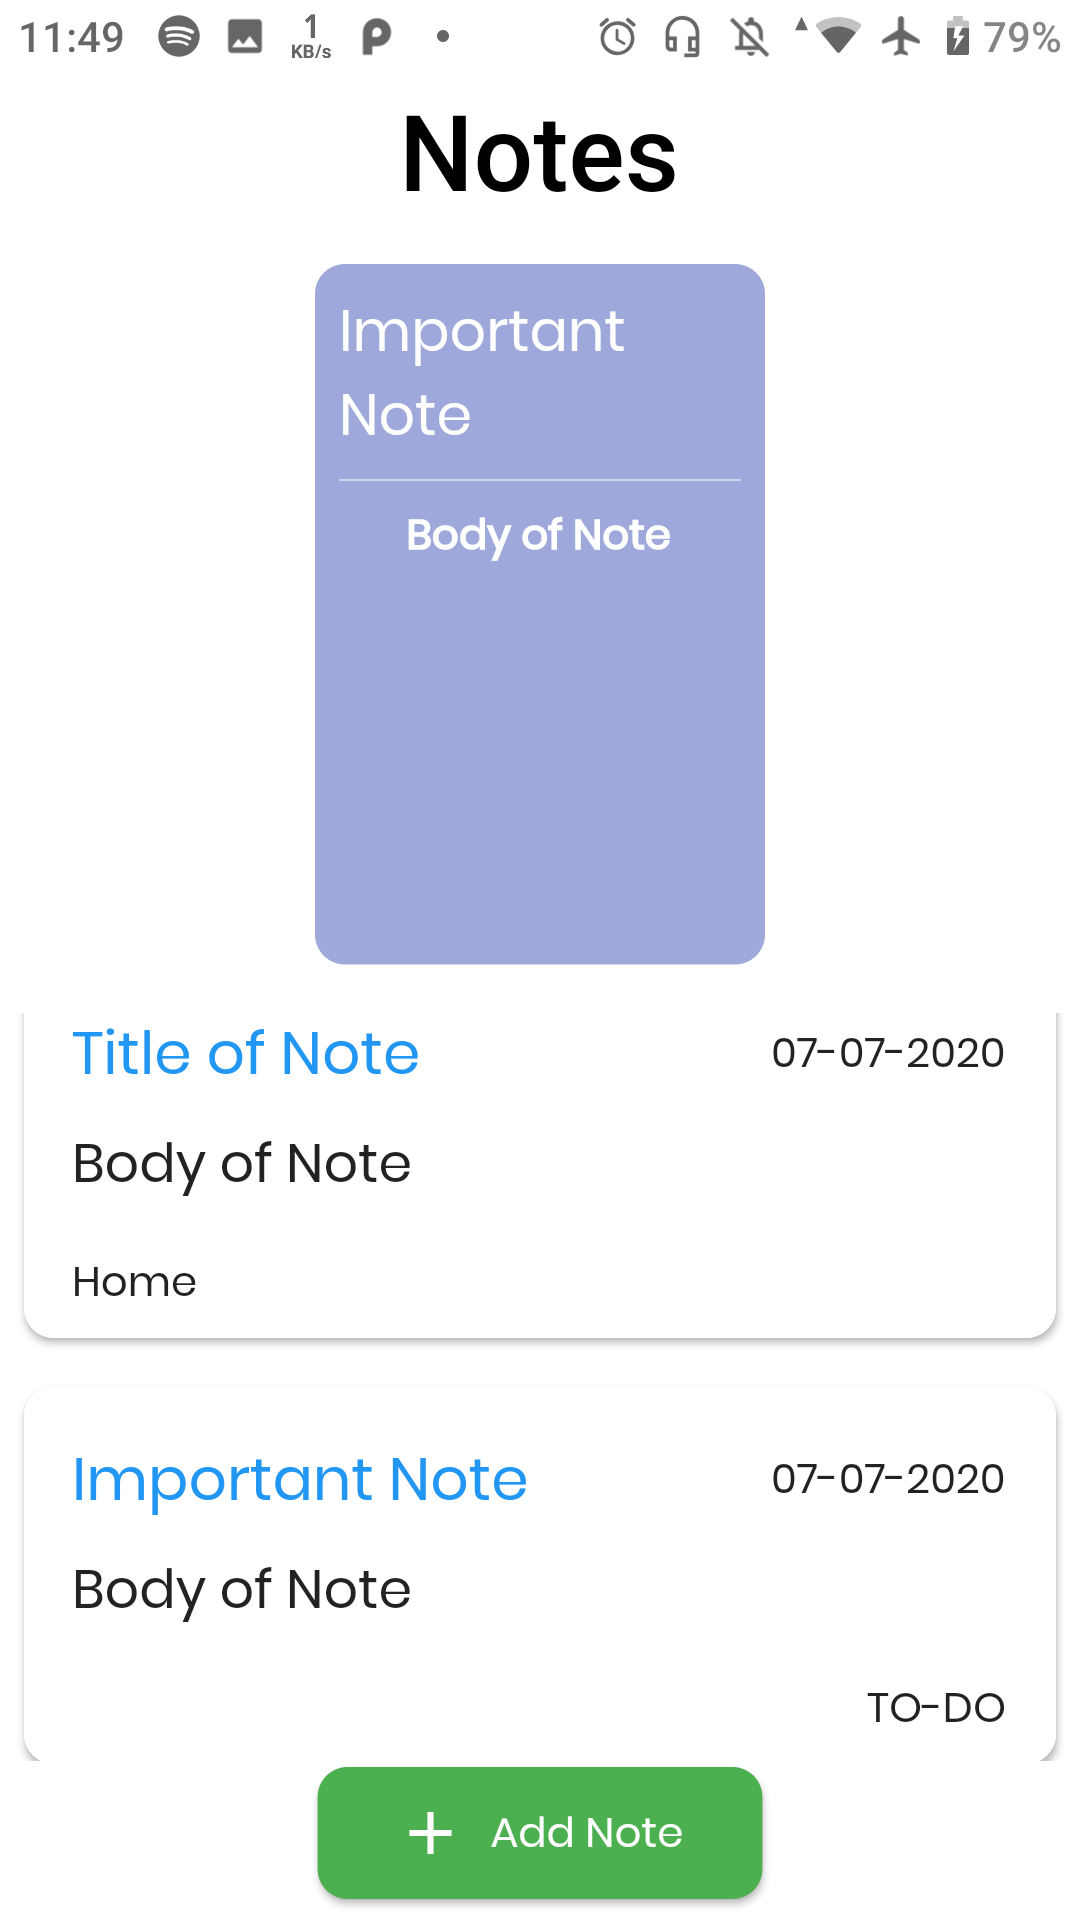 11:49 1 KB/s 79%
Notes
Important
Note
Body of Note
Title of Note 07-07-2020
Body of Note
Home
Important Note 07-07-2020
Body of Note
TO-DO
+ Add Note